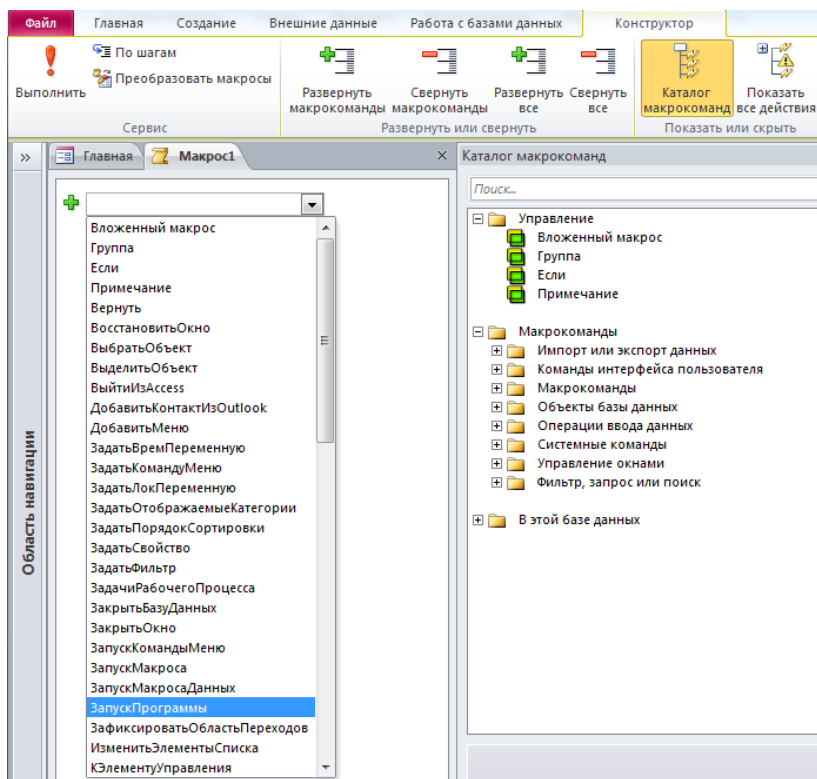 Файл Главная Создание Внешние данные Работа с базами данных Конструктор
Выполнить
По шагам
Преобразовать макросы
Сервис
Развернуть макрокоманды
Свернуть макрокоманды
Развернуть все
Свернуть все
Развернуть или свернуть
Каталог макрокоманд
Показать все действия
Показать или скрыть
»
Главная Макрос1
Область навигации
Вложенный макрос
Группа
Если
Примечание
Вернуть
ВосстановитьОкно
ВыбратьОбъект
ВыделитьОбъект
ВыйтиИзAccess
ДобавитьКонтактИзOutlook
ДобавитьМеню
ЗадатьВремПеременную
ЗадатьКомандуМеню
ЗадатьЛокПеременную
ЗадатьОтображаемыеКатегории
ЗадатьПорядокСортировки
ЗадатьСвойство
ЗадатьФильтр
ЗадачиРабочегоПроцесса
ЗакрытьБазуДанных
ЗакрытьОкно
ЗапускКомандыМеню
ЗапускМакроса
ЗапускМакросаДанных
ЗапускПрограммы
ЗафиксироватьОбластьПереходов
ИзменитьЭлементыСписка
КЭлементуУправления
Каталог макрокоманд
Поиск...
Управление
Вложенный макрос
Группа
Если
Примечание
Макрокоманды
Импорт или экспорт данных
Команды интерфейса пользователя
Макрокоманды
Объекты базы данных
Операции ввода данных
Системные команды
Управление окнами
Фильтр, запрос или поиск
В этой базе данных